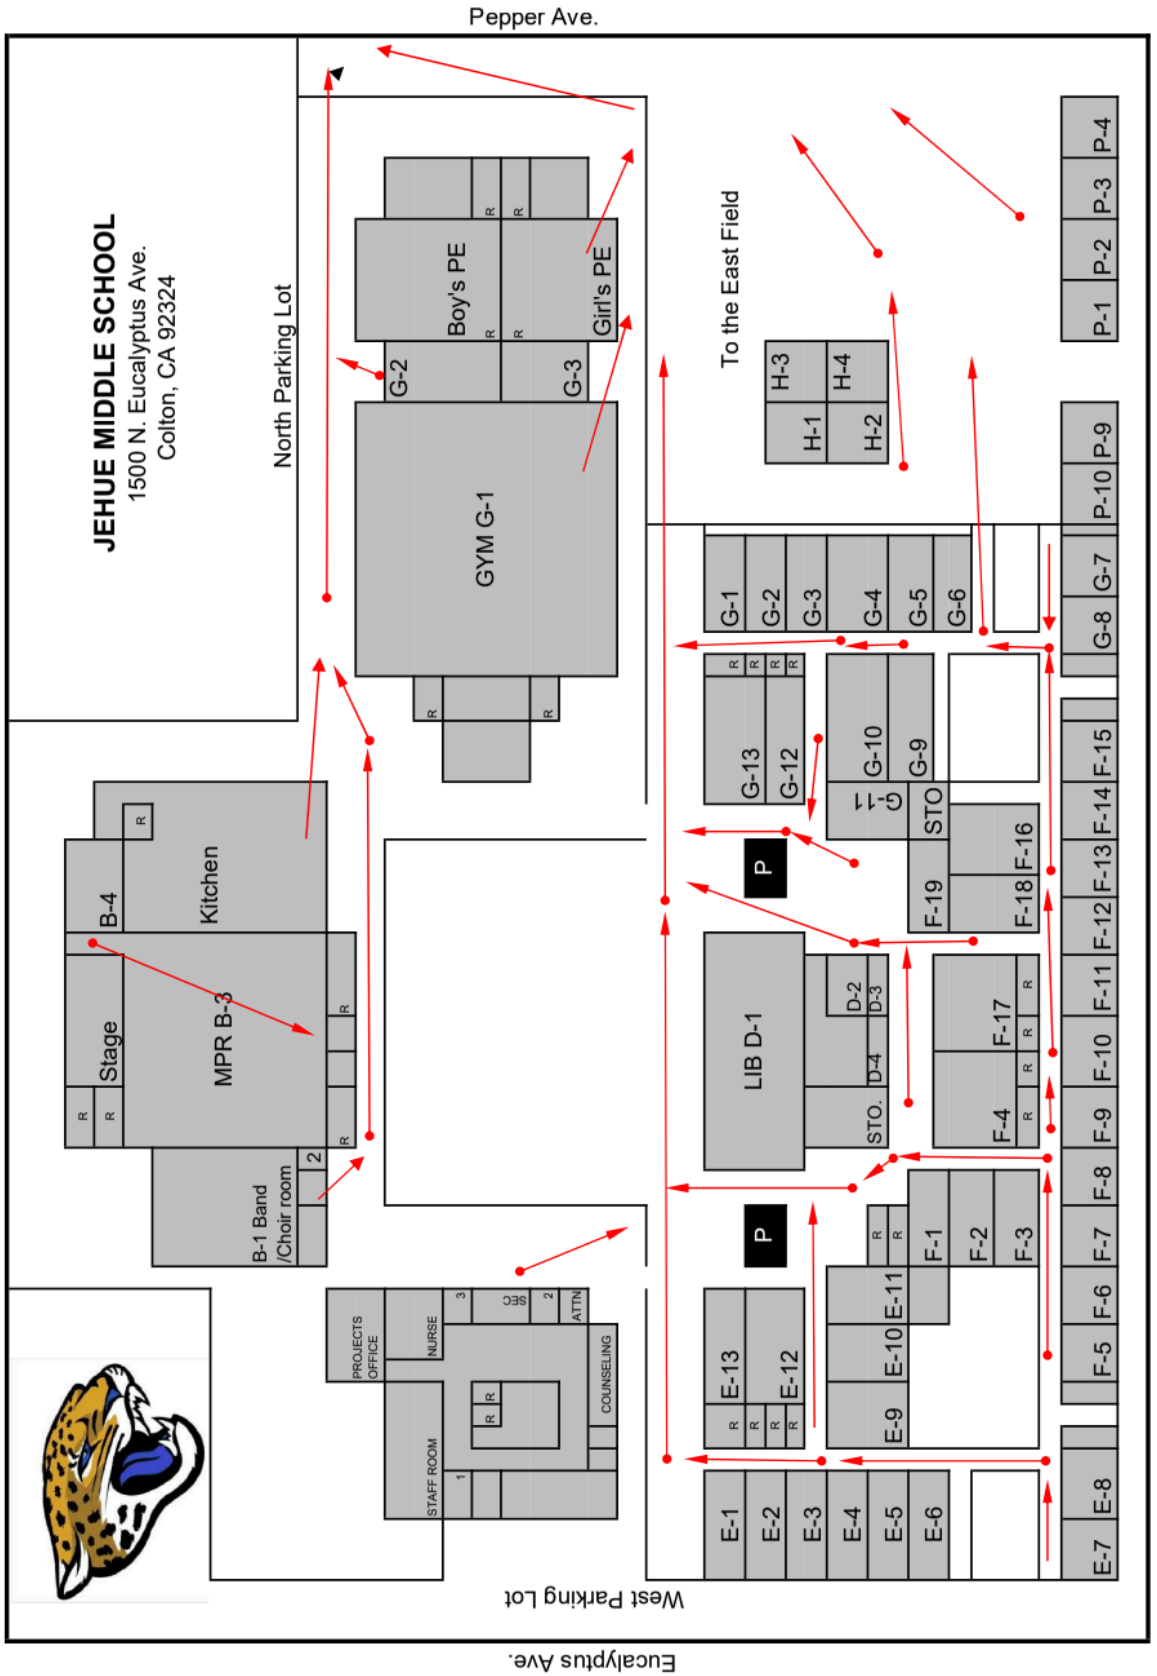 Pepper Ave.
JEHUE MIDDLE SCHOOL
1500 N. Eucalyptus Ave.
Colton, CA 92324
North Parking Lot
To the East Field
Boy's PE
Girl's PE
R
R
R
R
G-2
G-3
GYM G-1
R
R
H-3
H-4
H-1
H-2
P-4
P-3
P-2
P-1
P-9
P-10
G-7
G-8
G-1
G-2
G-3
G-4
G-5
G-6
R
R
R
R
G-13
G-12
G-10
G-9
G-11
STO
F-16
F-18
F-19
P
F-15
F-14
F-13
F-12
F-11
F-10
F-9
F-8
F-7
F-6
F-5
R
B-4
Kitchen
Stage
MPR B-3
R
R
R
R
2
B-1 Band
/Choir room
LIB D-1
D-2
D-3
D-4
STO.
F-17
F-4
R
R
R
R
P
R
R
F-1
F-2
F-3
E-11
E-10
E-9
E-13
E-12
R
R
R
R
PROJECTS
OFFICE
NURSE
3
SEC
2
ATTN
COUNSELING
R
R
STAFF ROOM
1
E-1
E-2
E-3
E-4
E-5
E-6
E-8
E-7
West Parking Lot
Eucalyptus Ave.